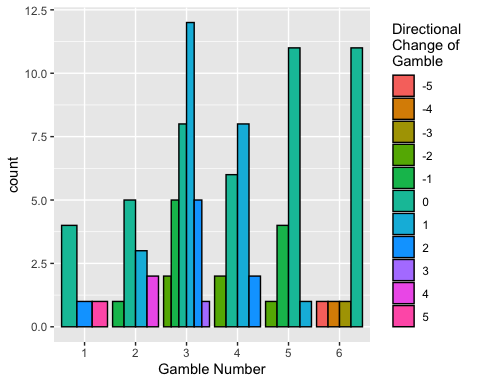 12.5
10.0
7.5
5.0
2.5
0.0
count
1 2 3 4 5 6
Gamble Number
Directional
Change of
Gamble
-5
-4
-3
-2
-1
0
1
2
3
4
5